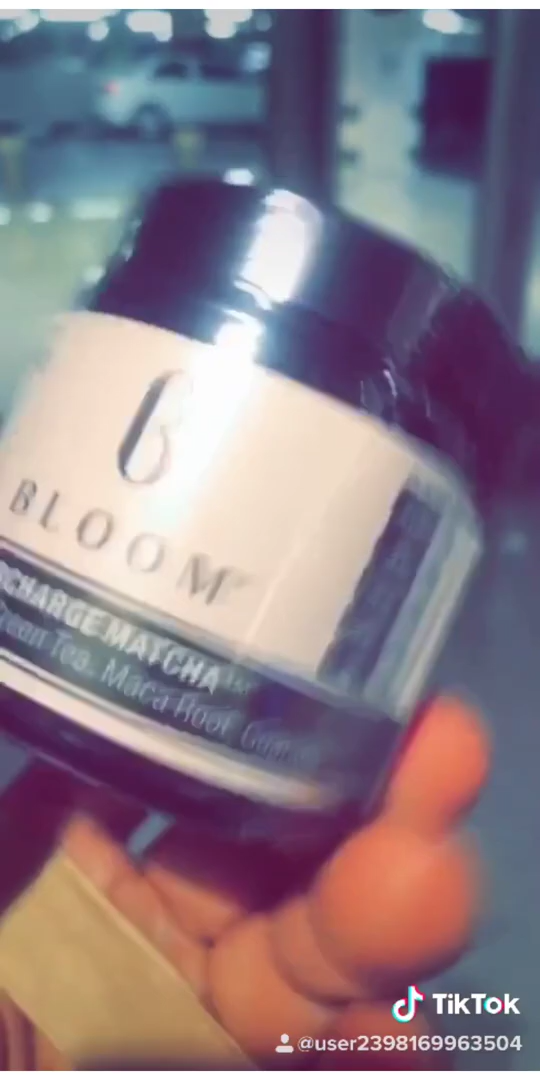 B
BLOOM
CHARGE MATCHA
Green Tea, Maca Root,
TikTok
@user2398169963504